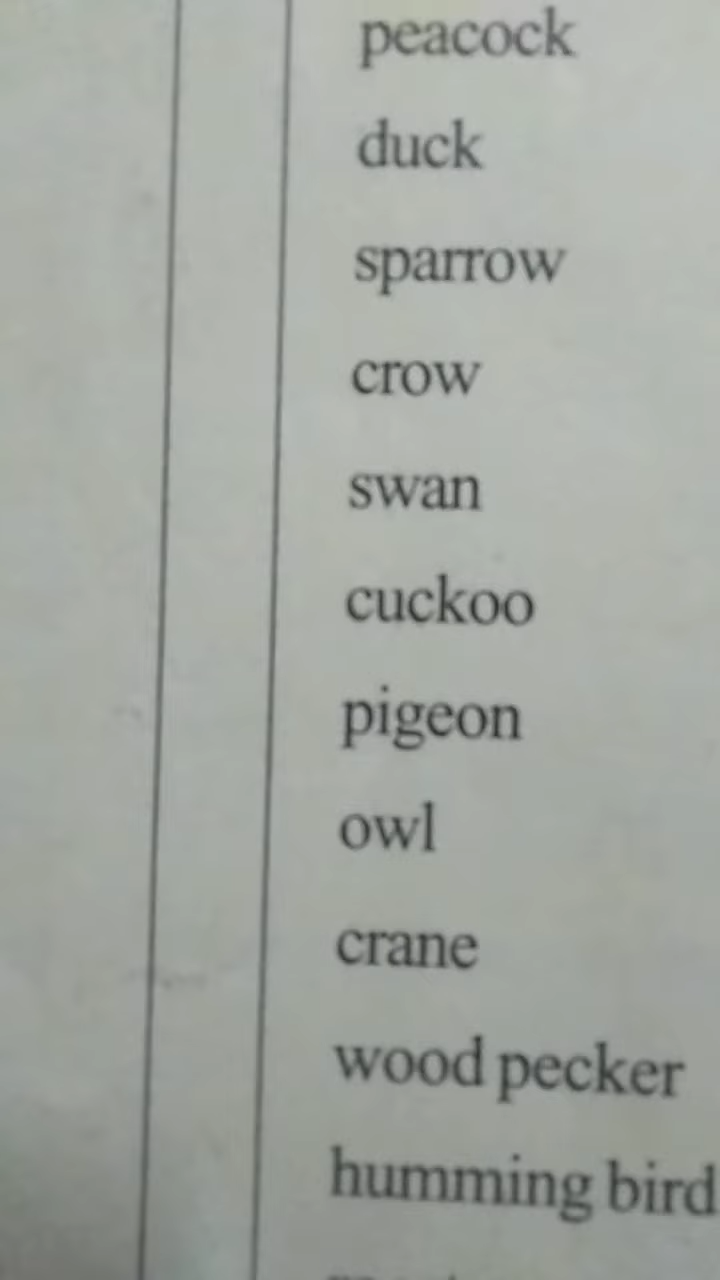 peacock
duck
sparrow
crow
swan
cuckoo
pigeon
owl
crane
wood pecker
humming bird